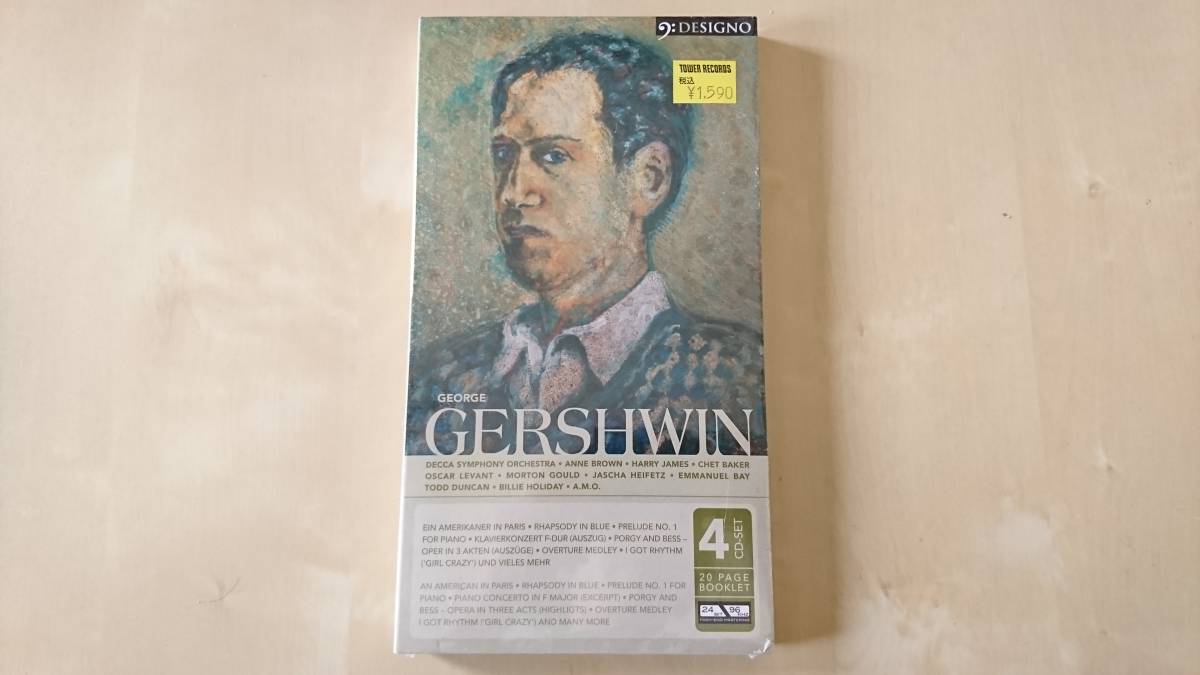 DESIGNO
TOWER RECORDS
税込
¥1.590
GEORGE
GERSHWIN
DECCA SYMPHONY ORCHESTRA • ANNE BROWN • HARRY JAMES • CHET BAKER
OSCAR LEVANT • MORTON GOULD • JASCHA HEIFETZ • EMMANUEL BAY
TODD DUNCAN • BILLIE HOLIDAY • A.M.O.
EIN AMERIKANER IN PARIS • RHAPSODY IN BLUE • PRELUDE NO. 1
FOR PIANO • KLAVIERKONZERT F-DUR (AUSZUG) • PORGY AND BESS –
OPER IN 3 AKTEN (AUSZÜGE) • OVERTURE MEDLEY • I GOT RHYTHM
('GIRL CRAZY') UND VIELES MEHR
AN AMERICAN IN PARIS • RHAPSODY IN BLUE • PRELUDE NO. 1 FOR
PIANO • PIANO CONCERTO IN F MAJOR (EXCERPT) • PORGY AND
BESS – OPERA IN THREE ACTS (HIGHLIGTS) • OVERTURE MEDLEY
I GOT RHYTHM ('GIRL CRAZY') AND MANY MORE
4
CD-SET
20 PAGE
BOOKLET
24 BIT 96 KHZ
HIGH-END MASTERING